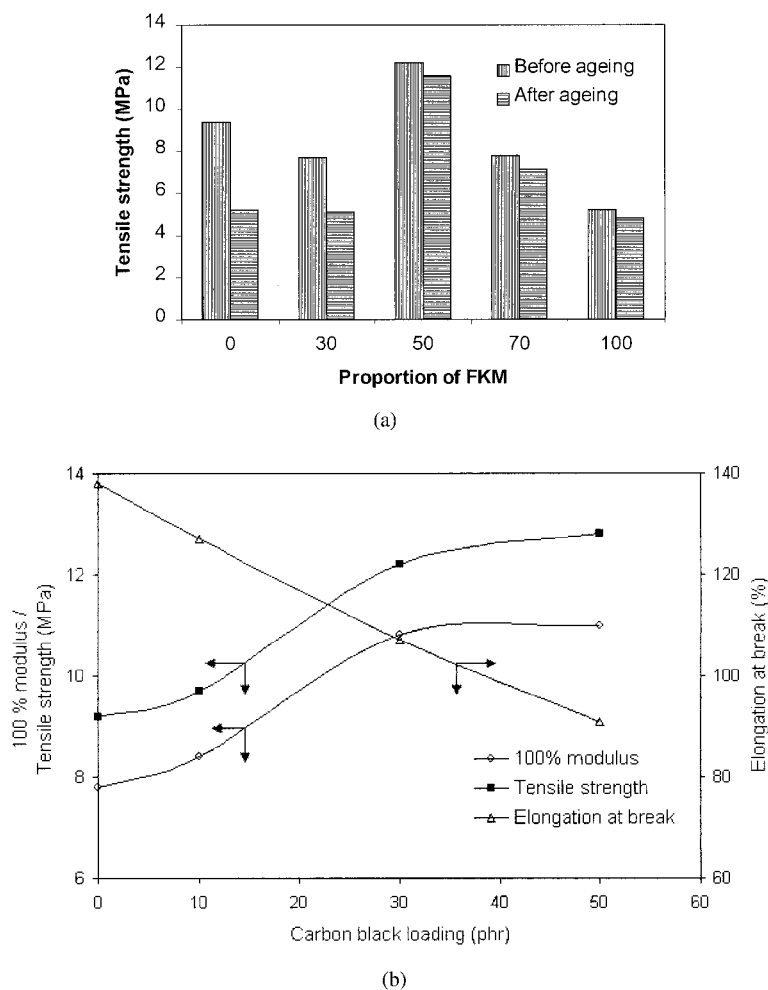 14
12
10
8
6
4
2
0
Tensile strength (MPa)
Before ageing
After ageing
0 30 50 70 100
Proportion of FKM
(a)
14
12
10
8
6
100 % modulus /
Tensile strength (MPa)
140
120
100
80
60
Elongation at break (%)
100% modulus
Tensile strength
Elongation at break
0 10 20 30 40 50 60
Carbon black loading (phr)
(b)